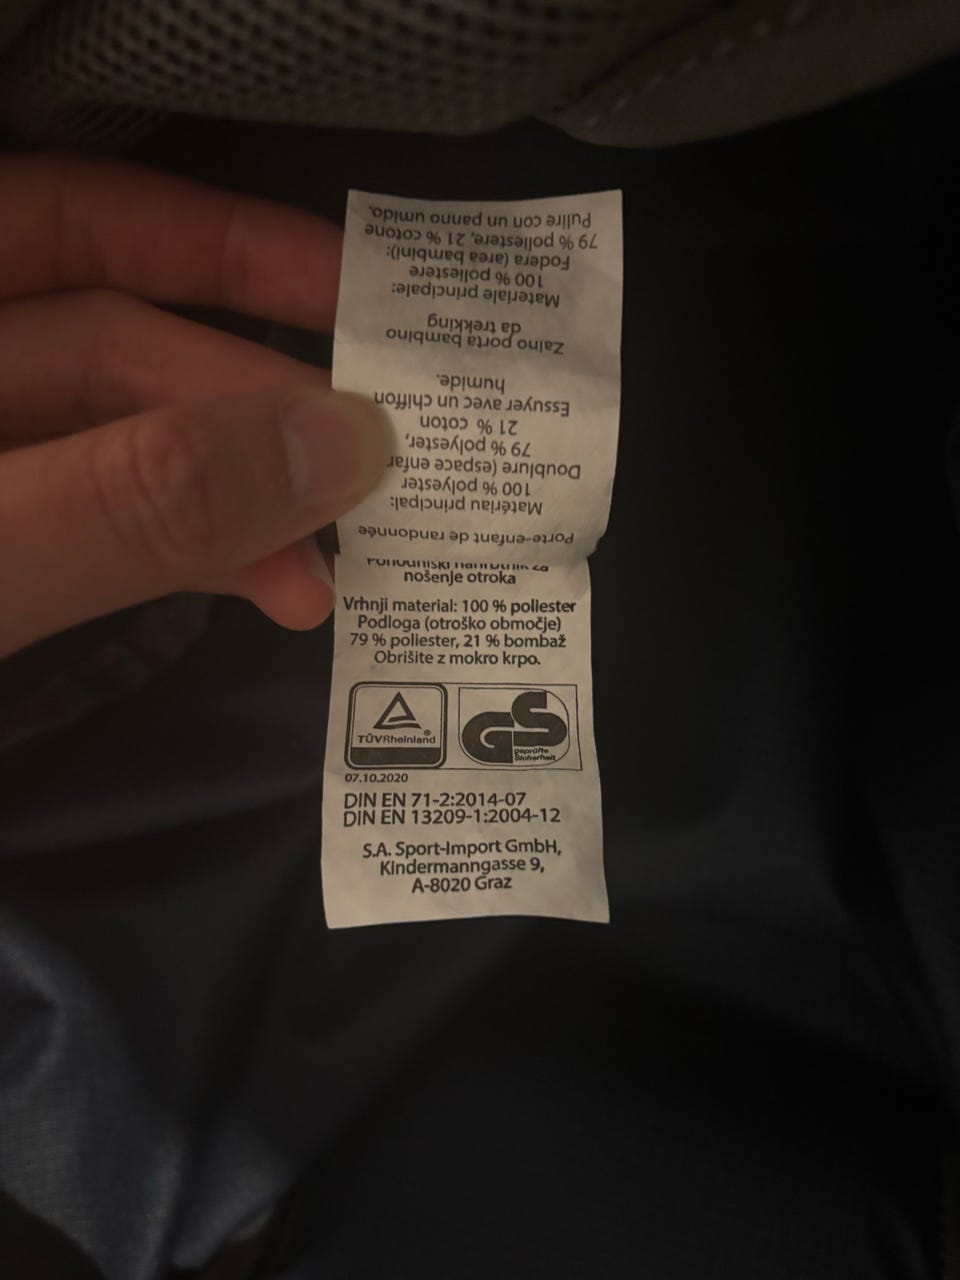 Porte-enfant de randonnée
Matériau principal:
100 % polyester
Doublure (espace enfan
79 % polyester,
21 % coton
Essuyer avec un chiffon
humide.
Zaino porta bambino
da trekking
Materiale principale:
100 % poliestere
Fodera (area bambini):
79 % poliestere, 21 % cotone
Pulire con un panno umido.
Pohodniški nahrbtnik za
nošenje otroka
Vrhnji material: 100 % poliester
Podloga (otroško območje)
79 % poliester, 21 % bombaž
Obrišite z mokro krpo.
TÜVRheinland®
GS
geprüfte
Sicherheit
07.10.2020
DIN EN 71-2:2014-07
DIN EN 13209-1:2004-12
S.A. Sport-Import GmbH,
Kindermanngasse 9,
A-8020 Graz